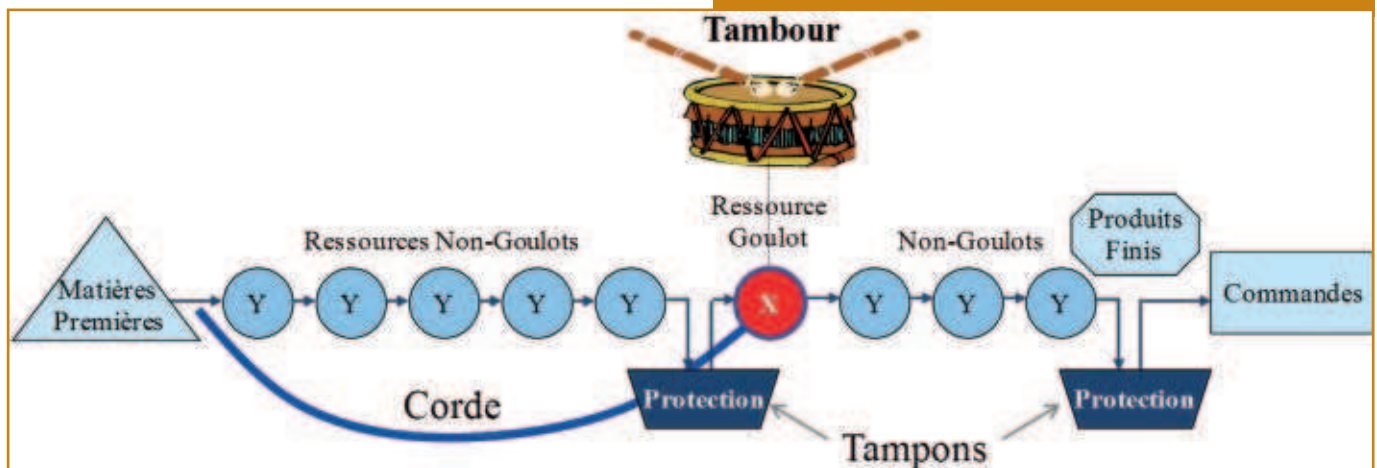 Tambour
Ressource
Goulot
Ressources Non-Goulots
Non-Goulots
Produits
Finis
Matières
Premières
Y
Y
Y
Y
Y
X
Y
Y
Y
Commandes
Protection
Protection
Corde
Tampons